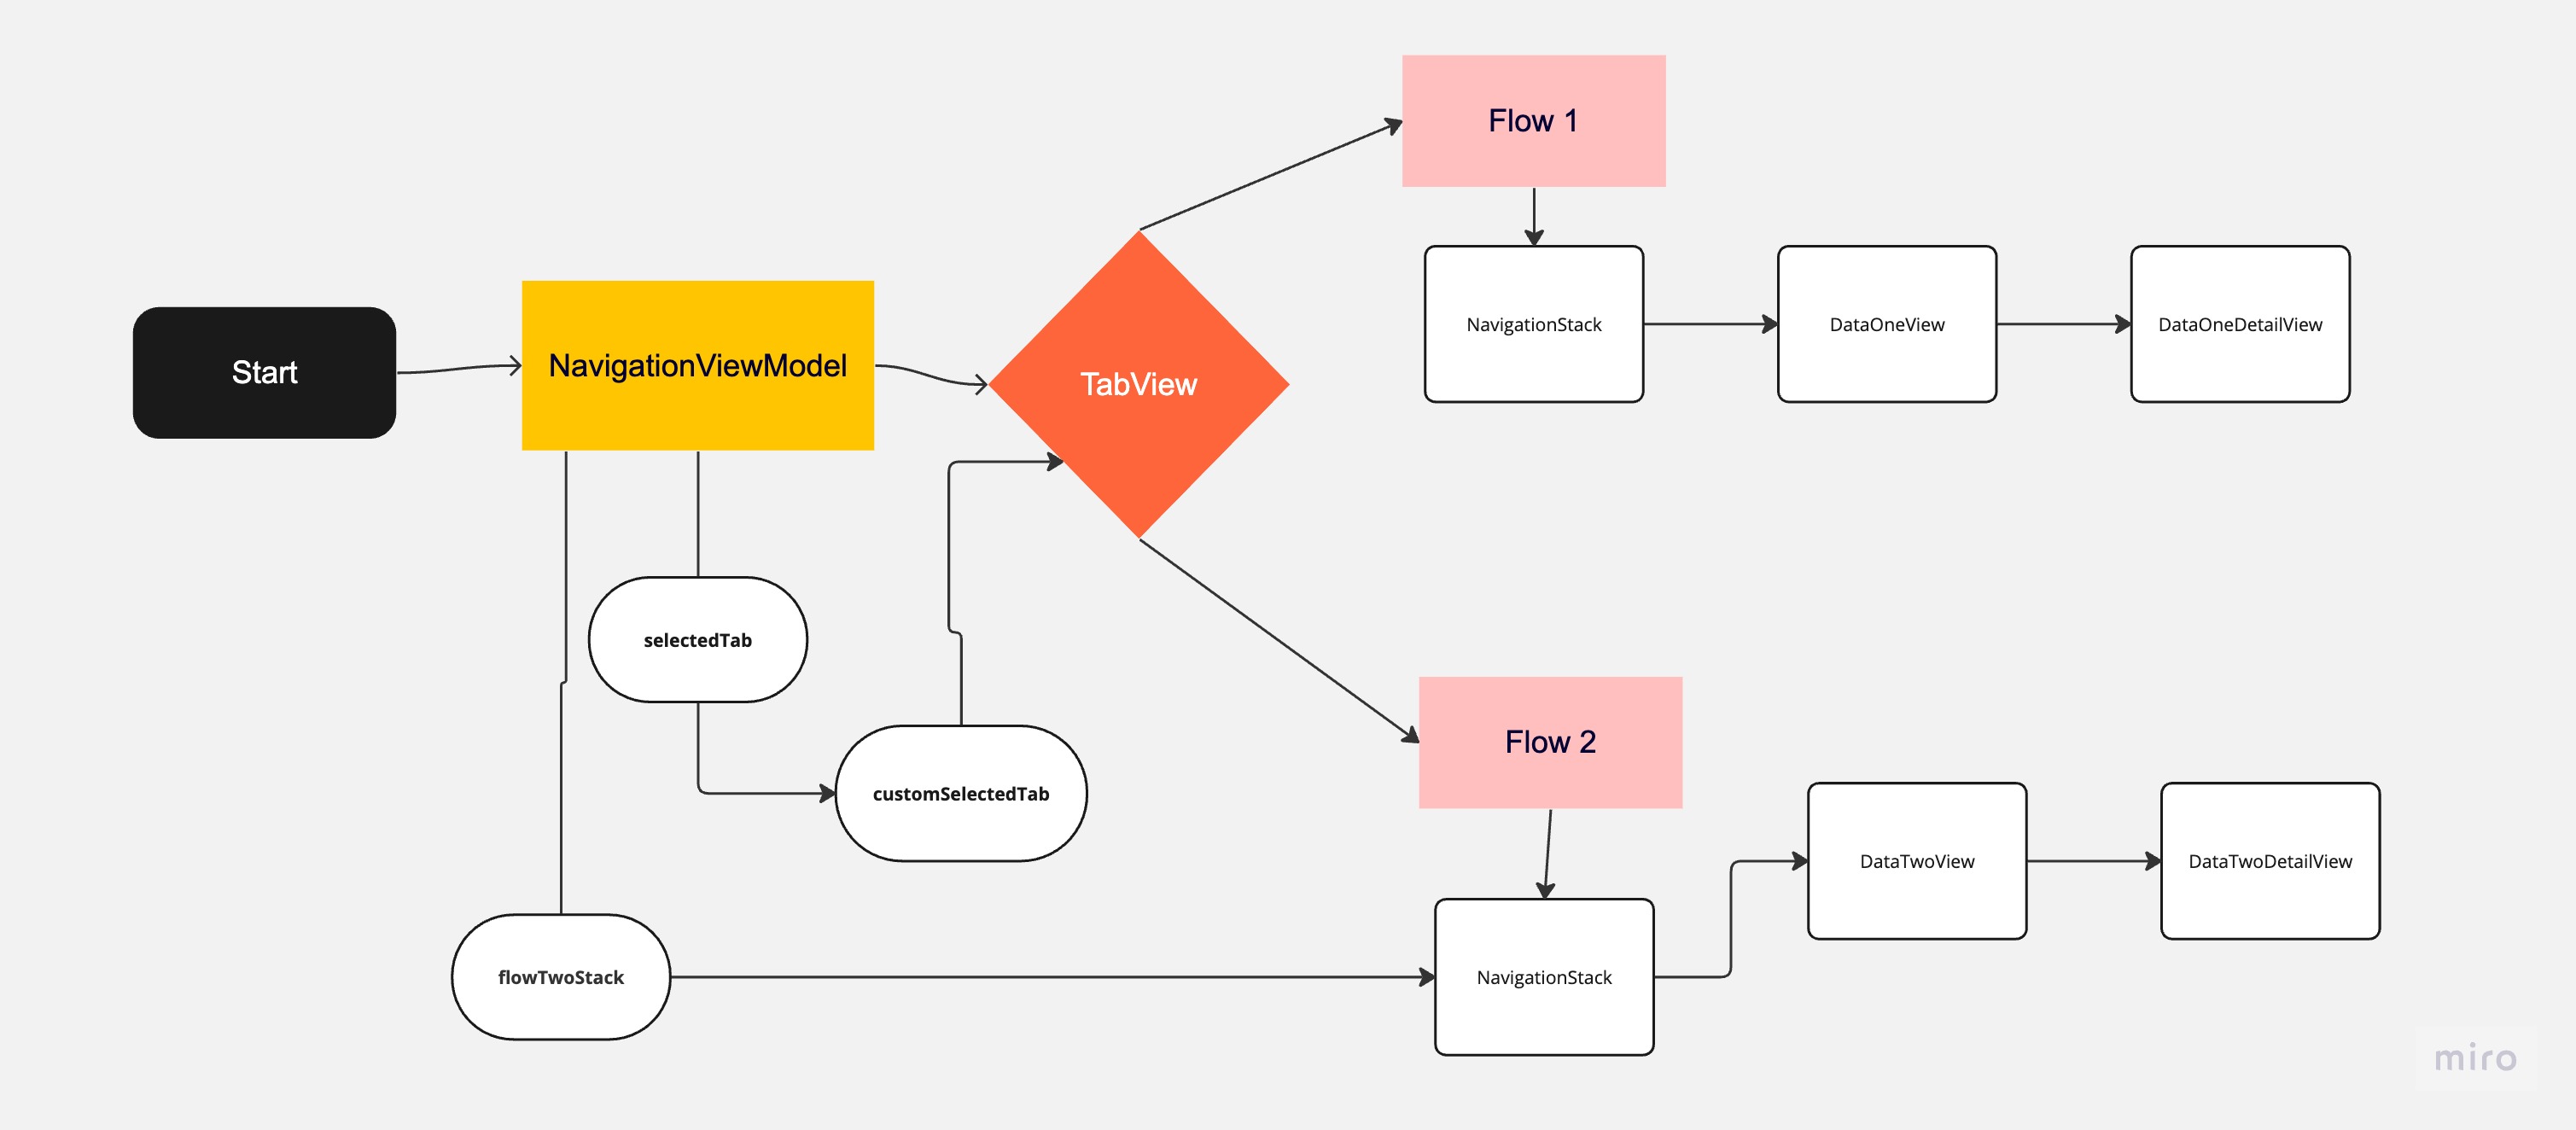 Start
NavigationViewModel
TabView
Flow 1
NavigationStack
DataOneView
DataOneDetailView
selectedTab
customSelectedTab
flowTwoStack
Flow 2
NavigationStack
DataTwoView
DataTwoDetailView
miro